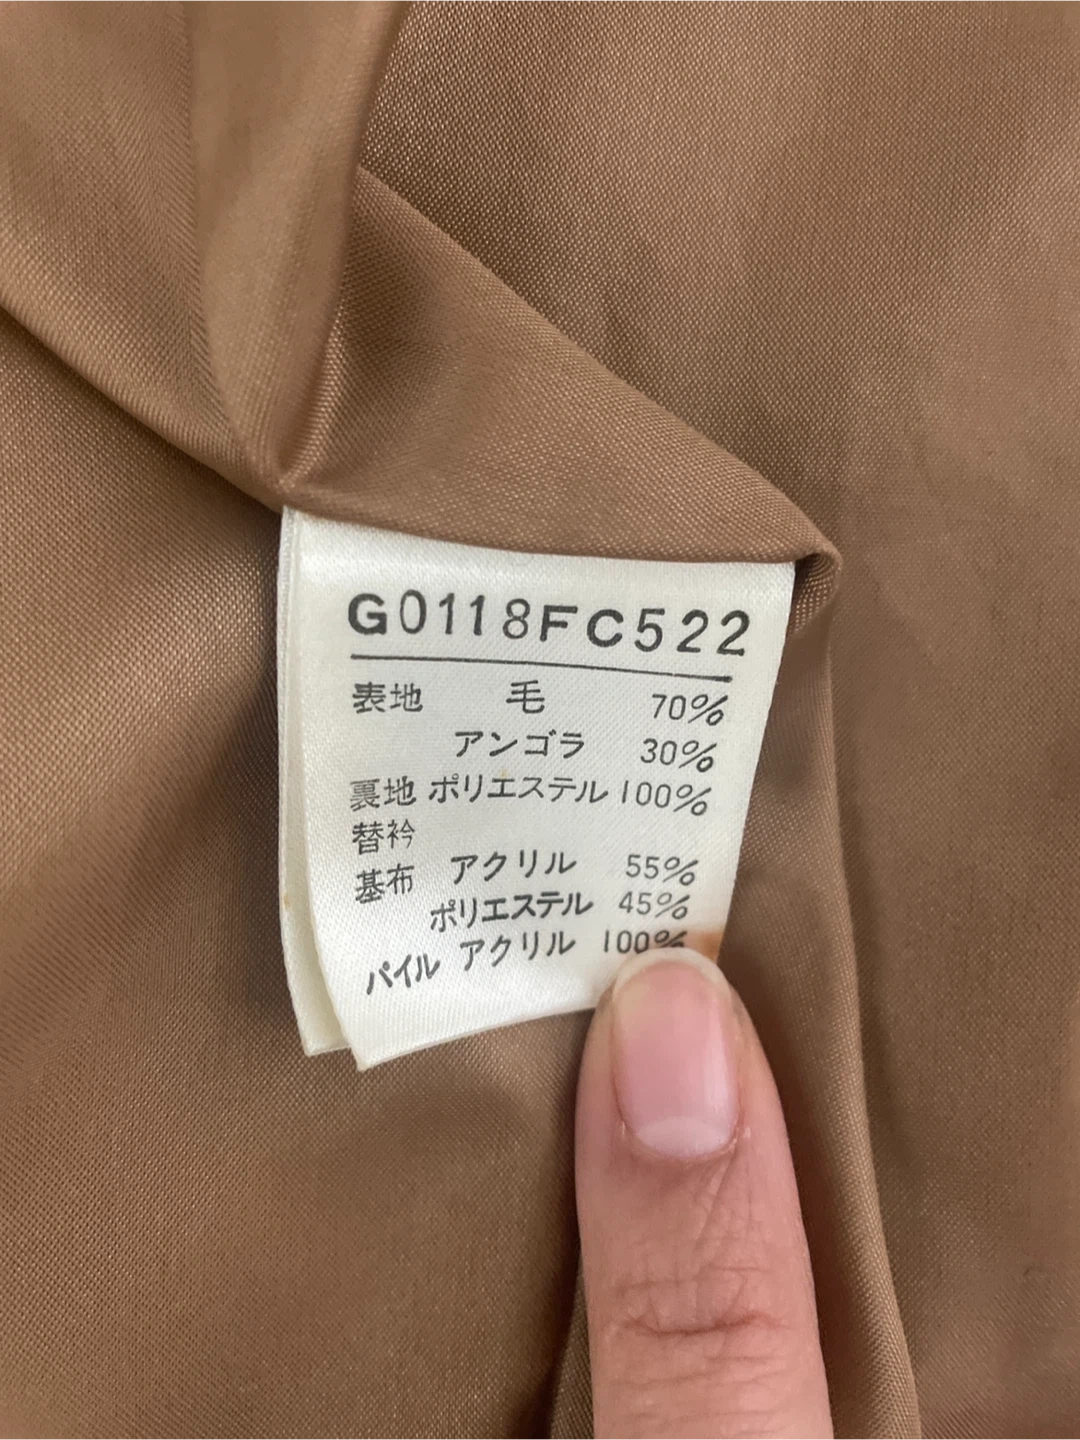 G0118FC522
表地 毛 70%
アンゴラ 30%
裏地 ポリエステル 100%
替衿
基布 アクリル 55%
ポリエステル 45%
パイル アクリル 100%